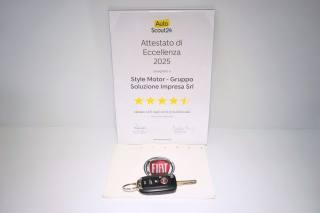 Auto
Scout24
Attestato di
Eccellenza
2025
Style Motor - Gruppo
Soluzione Impresa Srl
FIAT